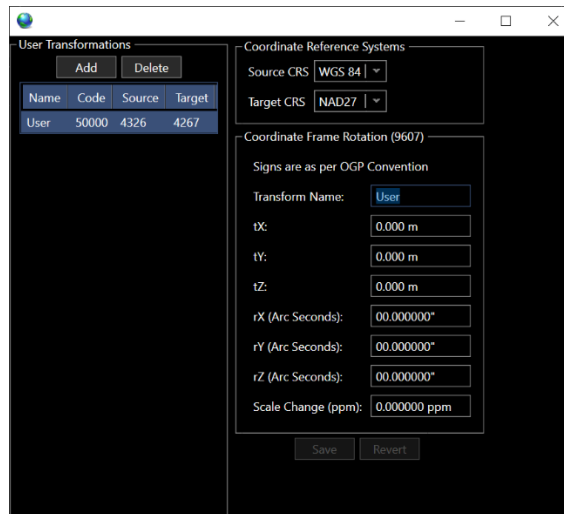 User Transformations
Add Delete
Name Code Source Target
User 50000 4326 4267
Coordinate Reference Systems
Source CRS WGS 84
Target CRS NAD27
Coordinate Frame Rotation (9607)
Signs are as per OGP Convention
Transform Name: User
tX: 0.000 m
tY: 0.000 m
tZ: 0.000 m
rX (Arc Seconds): 00.000000"
rY (Arc Seconds): 00.000000"
rZ (Arc Seconds): 00.000000"
Scale Change (ppm): 0.000000 ppm
Save Revert